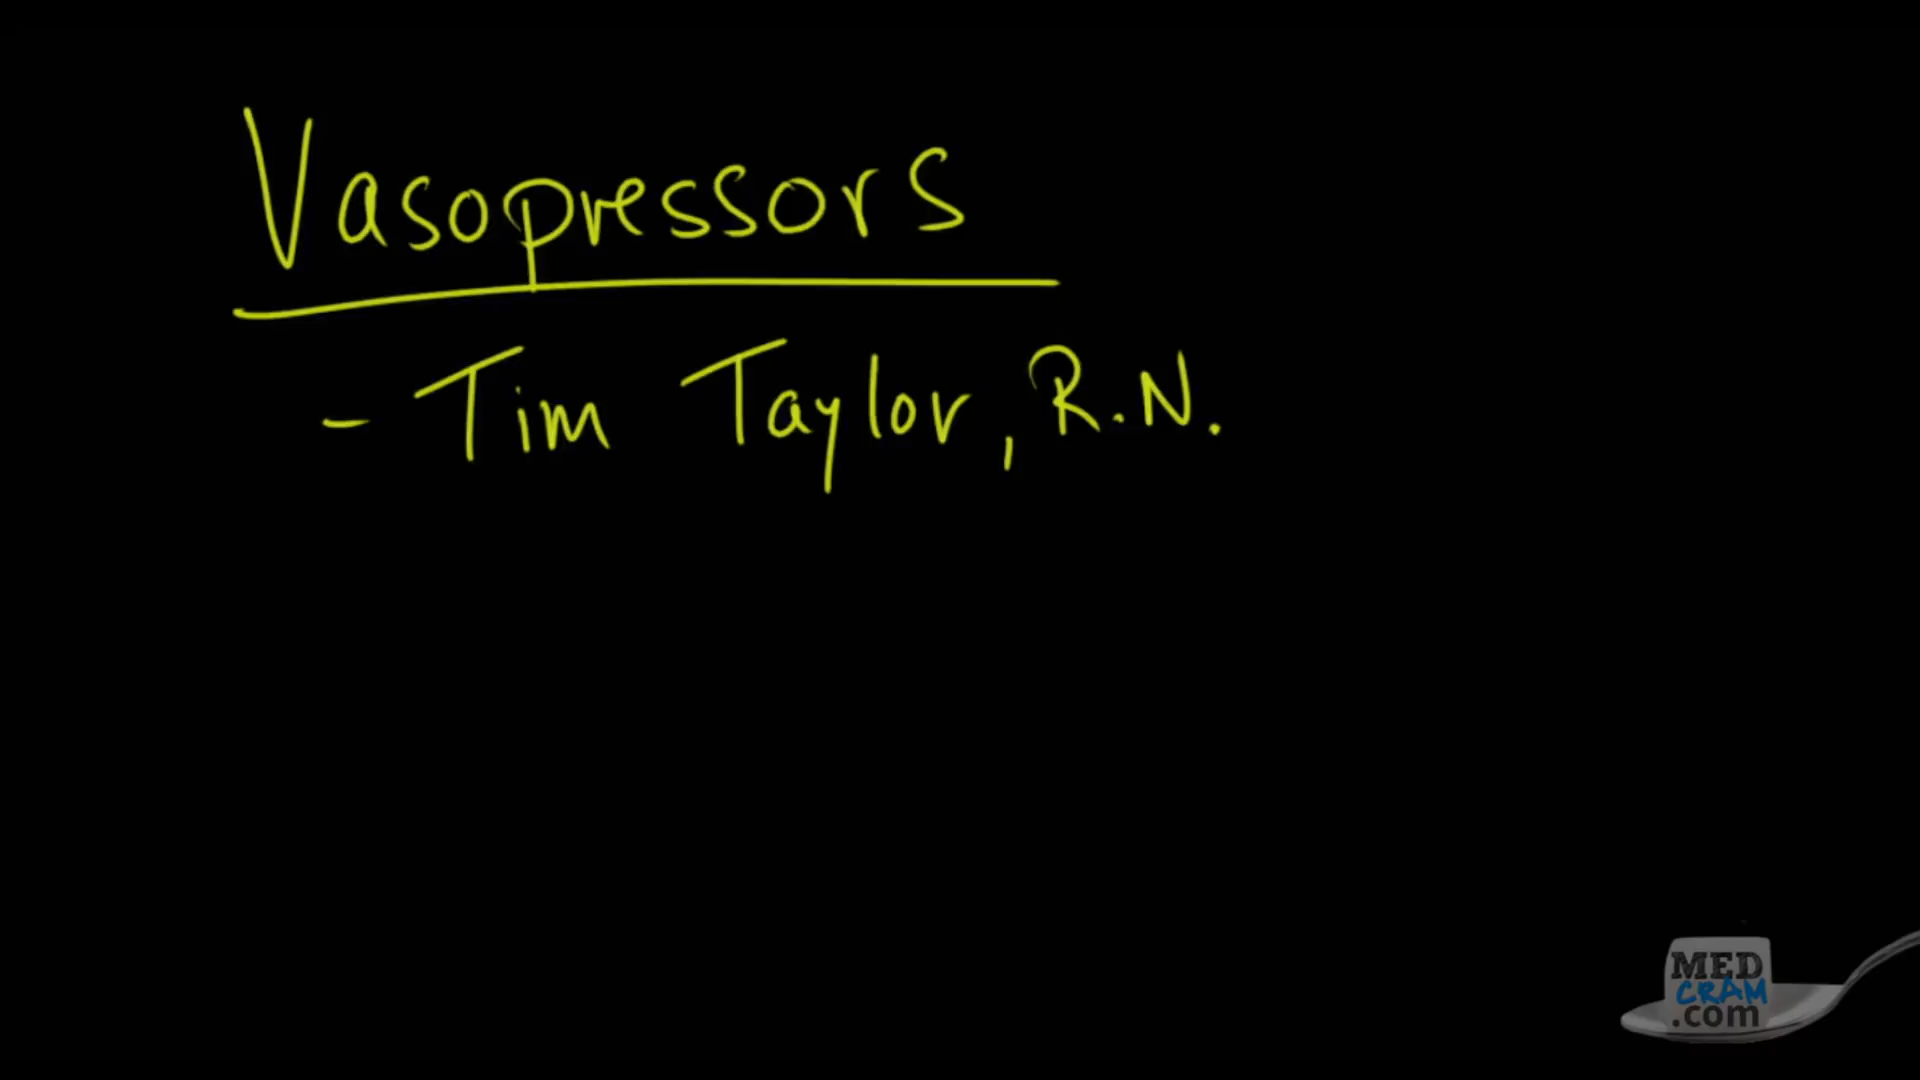 Vasopressors
- Tim Taylor, R.N.
MED
CRAM
.com